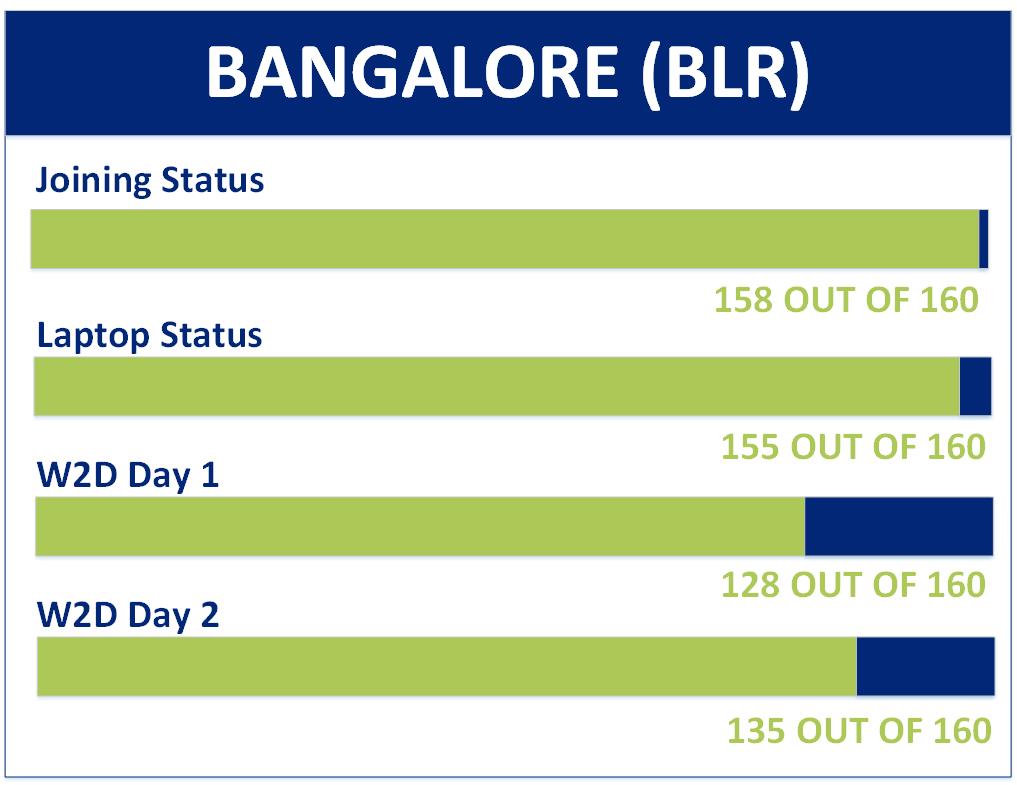 BANGALORE (BLR)
Joining Status
158 OUT OF 160
Laptop Status
155 OUT OF 160
W2D Day 1
128 OUT OF 160
W2D Day 2
135 OUT OF 160